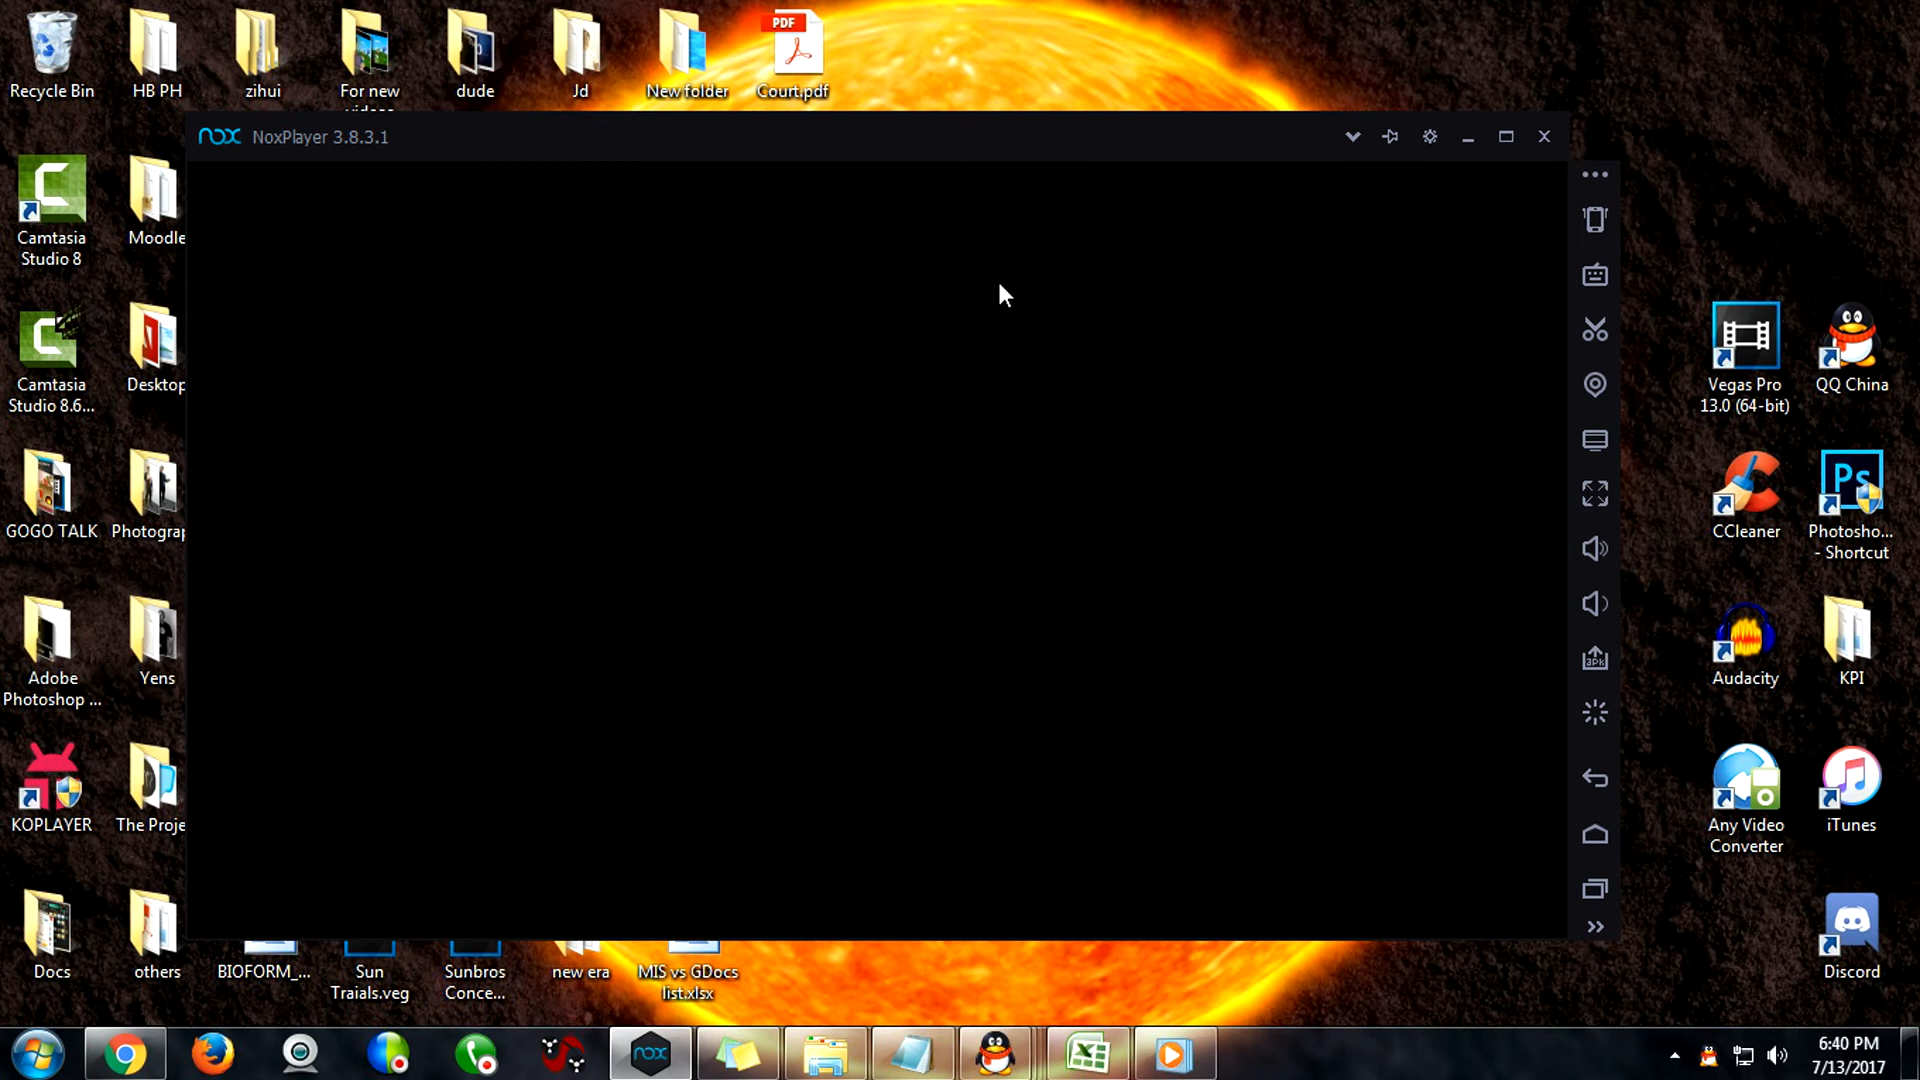 Recycle Bin
HB PH
zihui
For new
dude
Jd
New folder
PDF
Court.pdf
nox NoxPlayer 3.8.3.1
Camtasia
Studio 8
Moodle
Camtasia
Studio 8.6...
Desktop
Vegas Pro
13.0 (64-bit)
QQ China
GOGO TALK
Photograp
CCleaner
Ps
Photosho...
- Shortcut
Adobe
Photoshop ...
Yens
apk
Audacity
KPI
KOPLAYER
The Proje
Any Video
Converter
iTunes
Docs
others
BIOFORM_...
Sun
Traials.veg
Sunbros
Conce...
new era
MIS vs GDocs
list.xlsx
Discord
nox
6:40 PM
7/13/2017